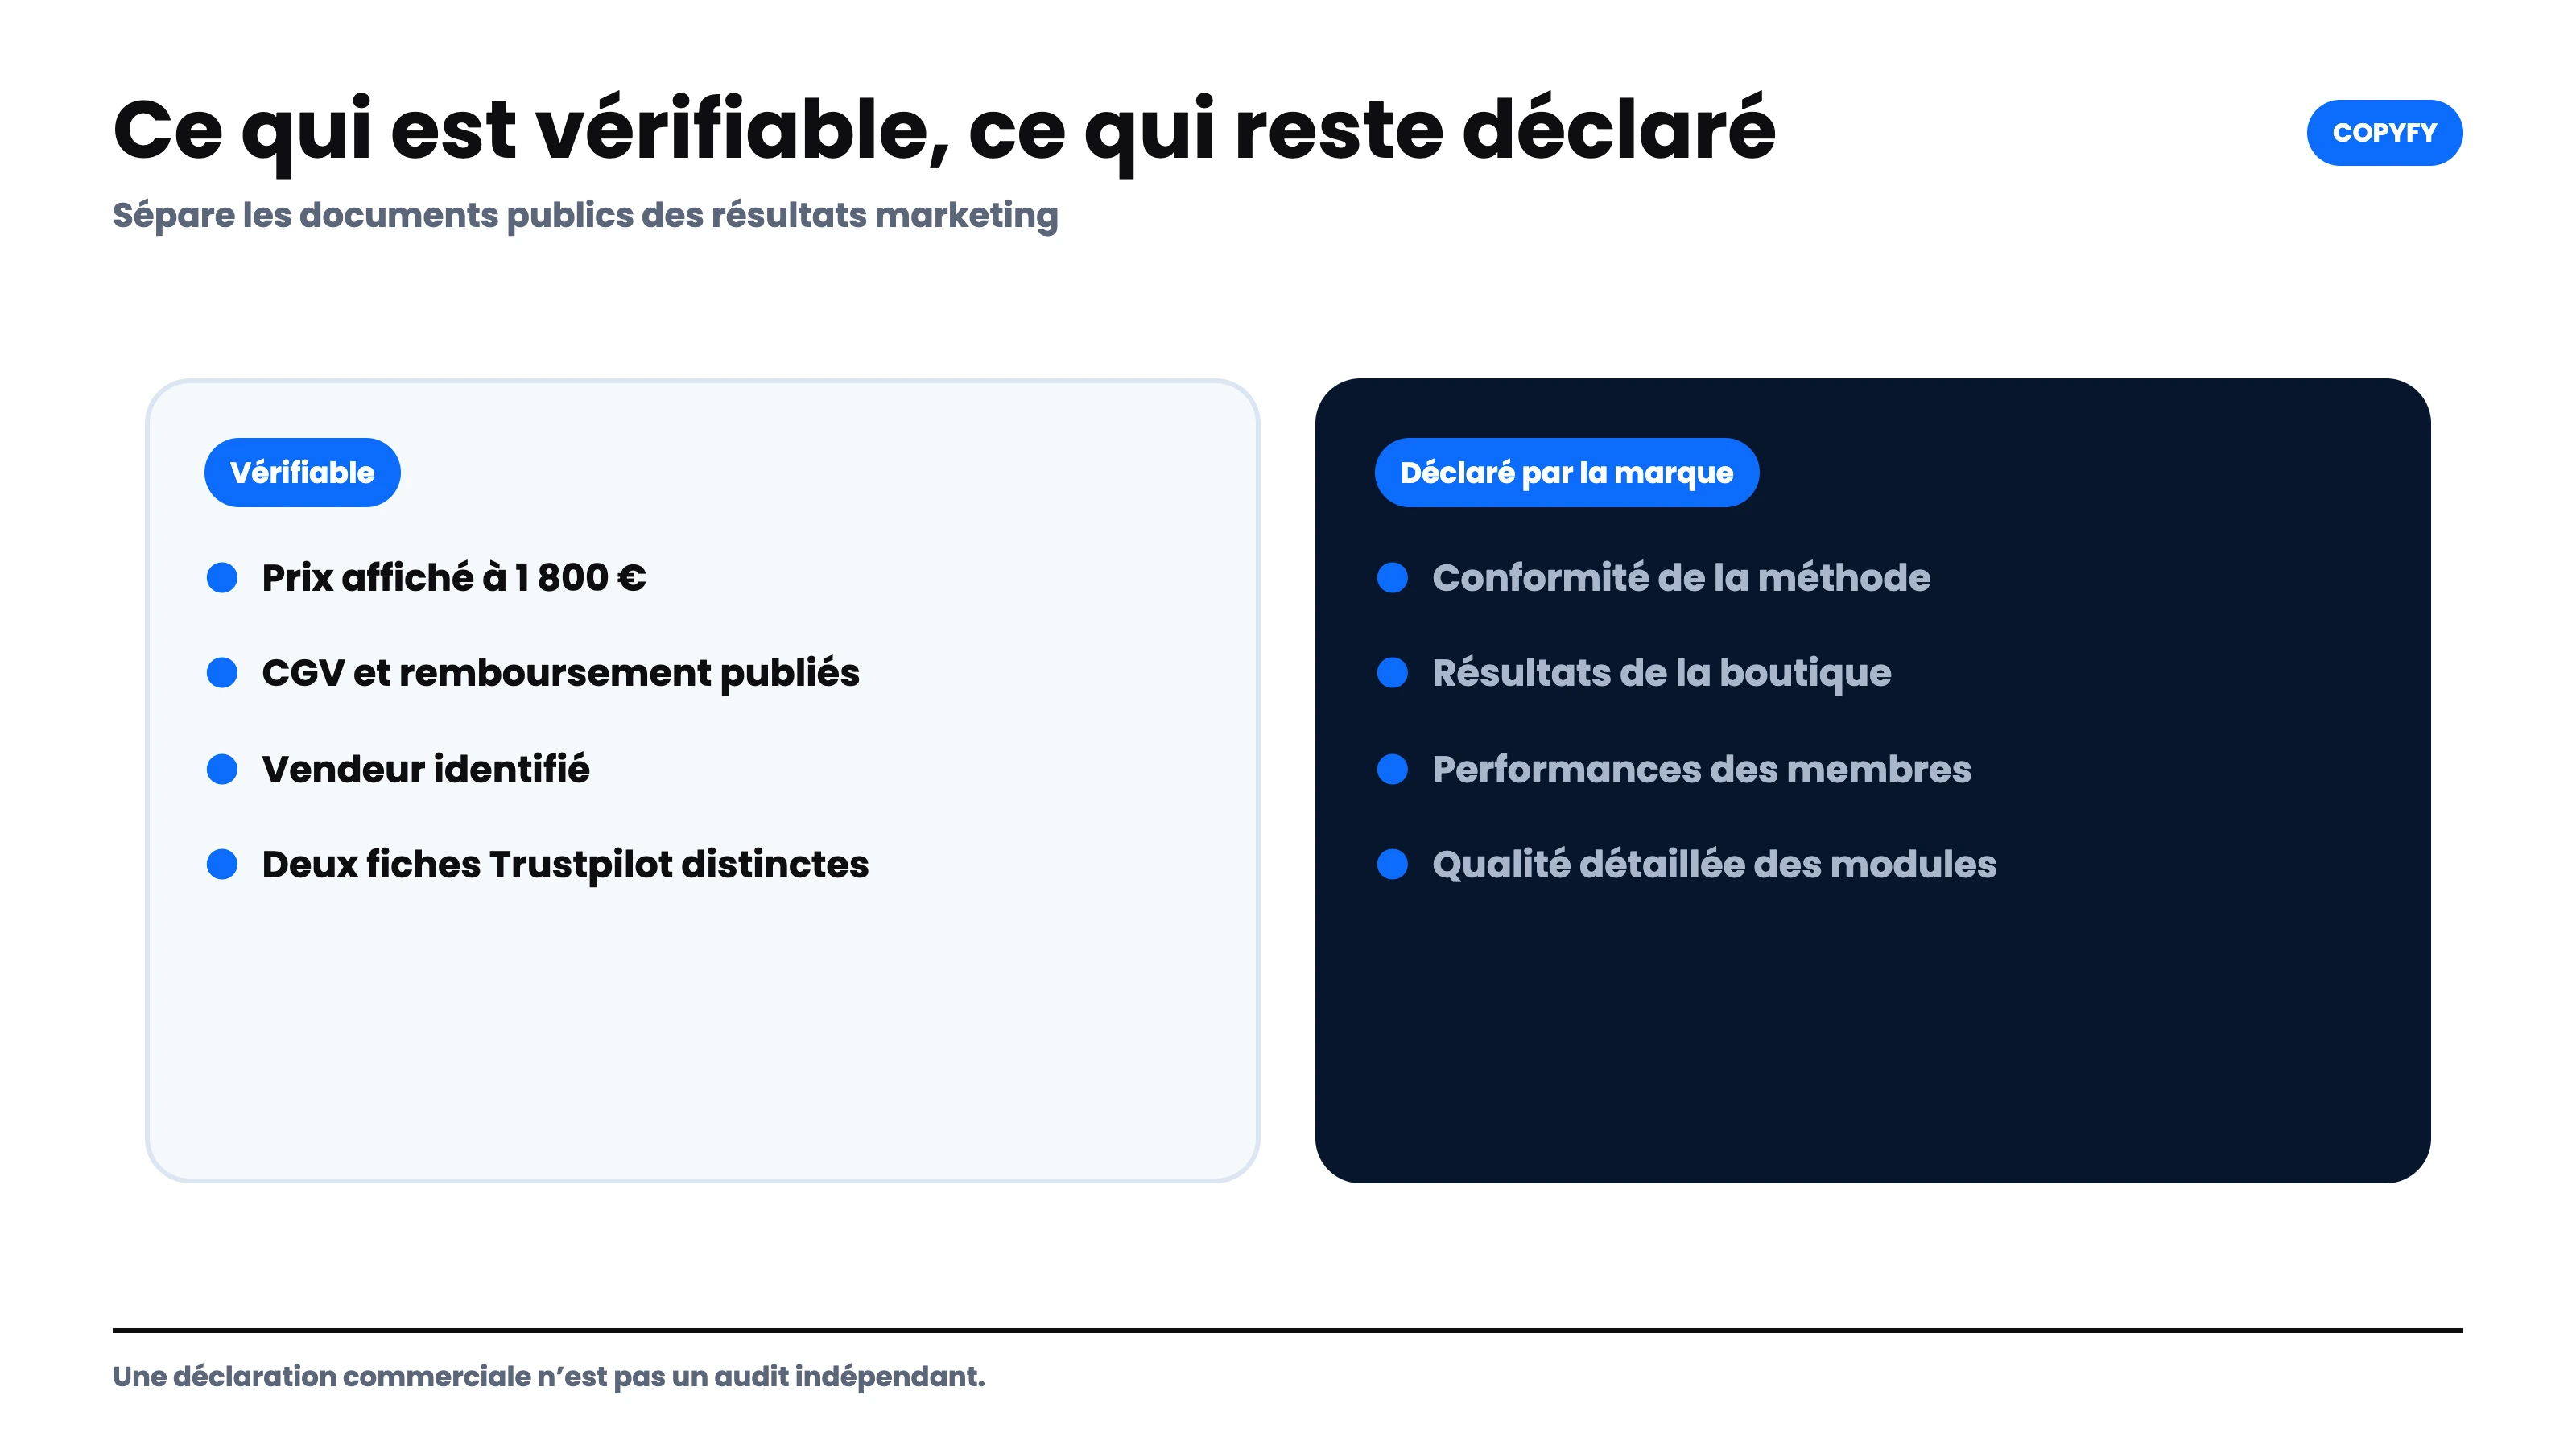 Ce qui est vérifiable, ce qui reste déclaré
COPYFY
Sépare les documents publics des résultats marketing
Vérifiable
Prix affiché à 1 800 €
CGV et remboursement publiés
Vendeur identifié
Deux fiches Trustpilot distinctes
Déclaré par la marque
Conformité de la méthode
Résultats de la boutique
Performances des membres
Qualité détaillée des modules
Une déclaration commerciale n’est pas un audit indépendant.